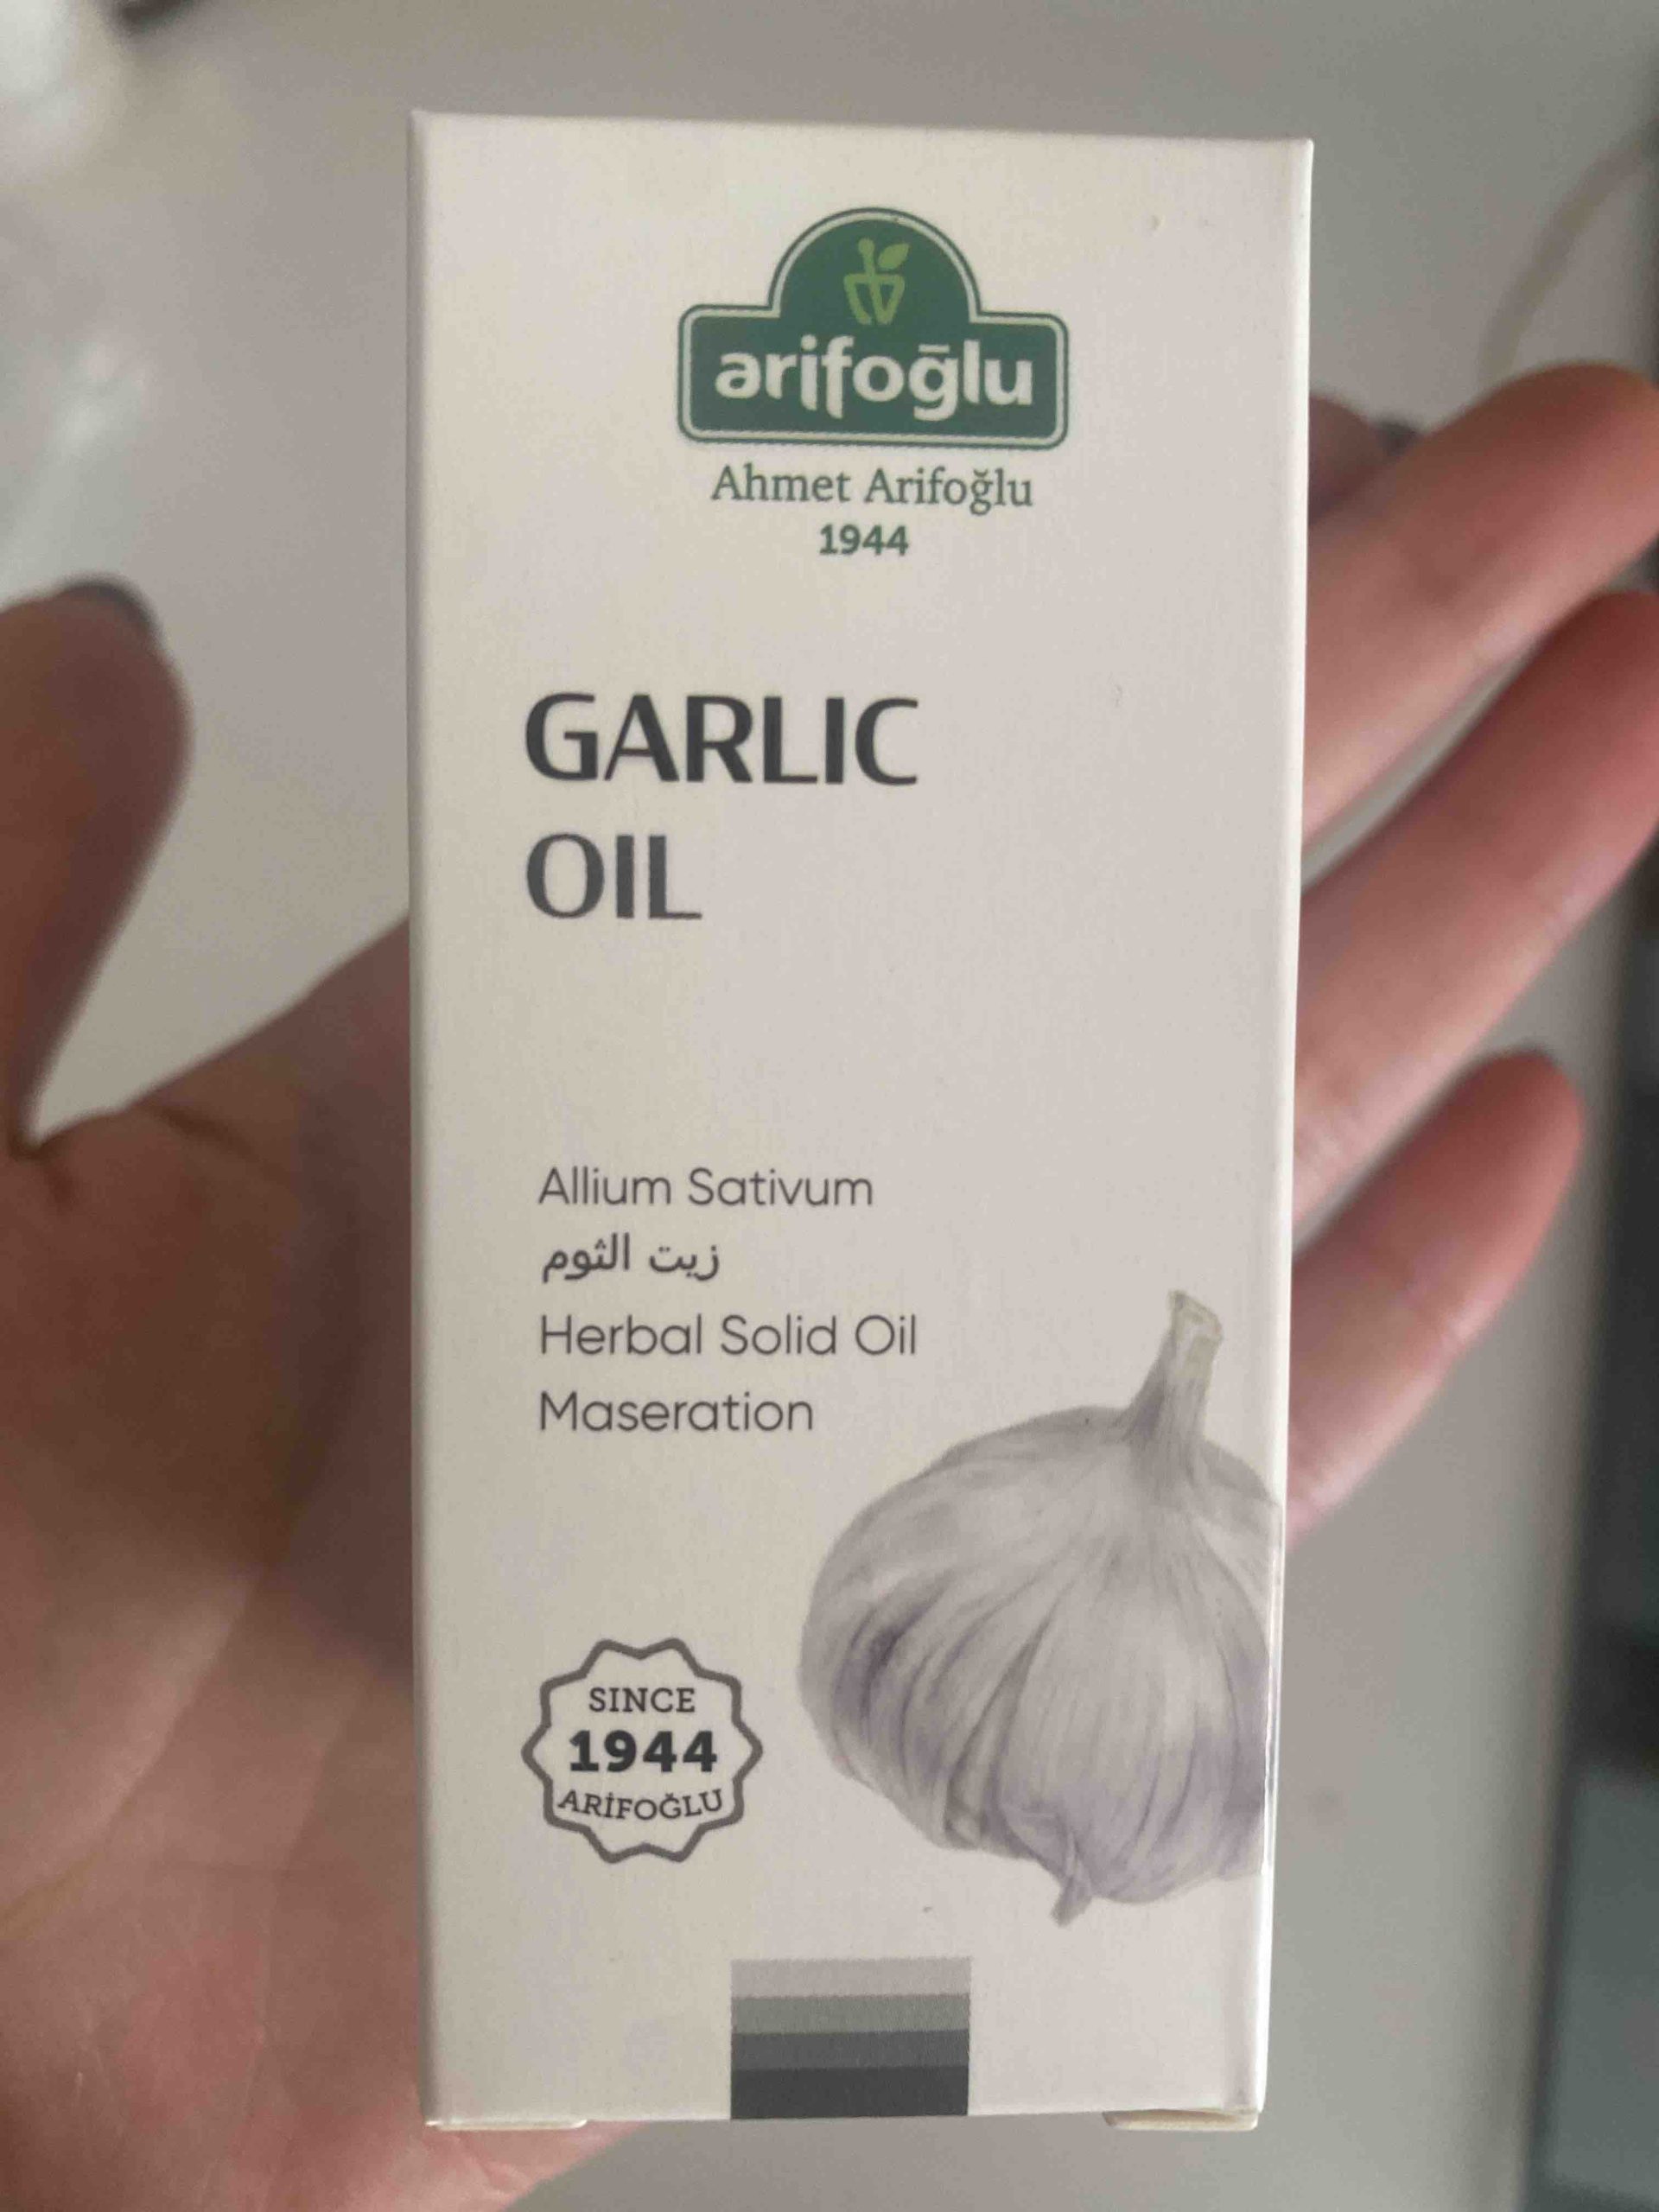 arifoğlu
Ahmet Arifoğlu
1944
GARLIC
OIL
Allium Sativum
زيت الثوم
Herbal Solid Oil
Maseration
SINCE
1944
ARİFOĞLU